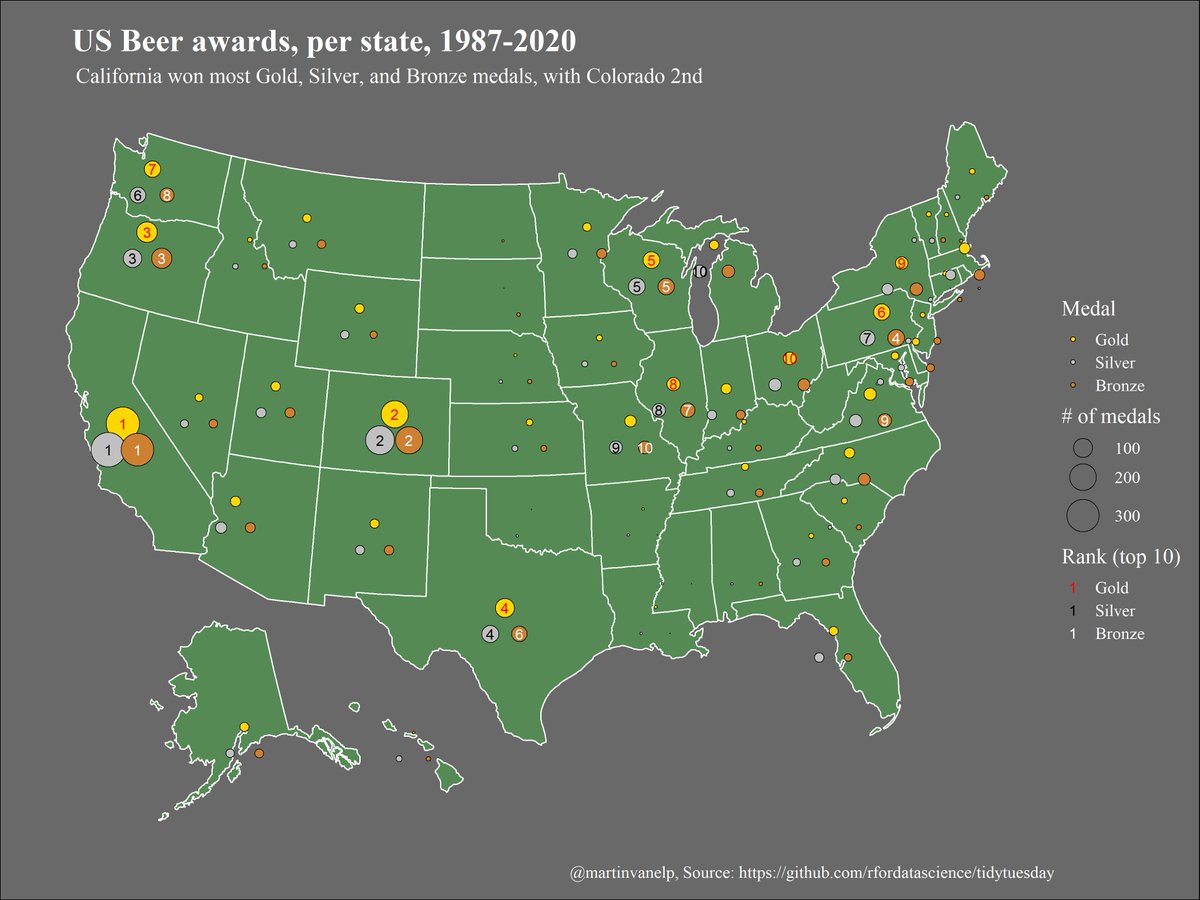 US Beer awards, per state, 1987-2020
California won most Gold, Silver, and Bronze medals, with Colorado 2nd
7
6 8
3
3 3
9
5
10
5 5
6
7 4
10
8
8 7
2
2 2
1
1 1
9
9 10
4
4 6
Medal
Gold
Silver
Bronze
# of medals
100
200
300
Rank (top 10)
1 Gold
1 Silver
1 Bronze
@martinvanelp, Source: https://github.com/rfordatascience/tidytuesday